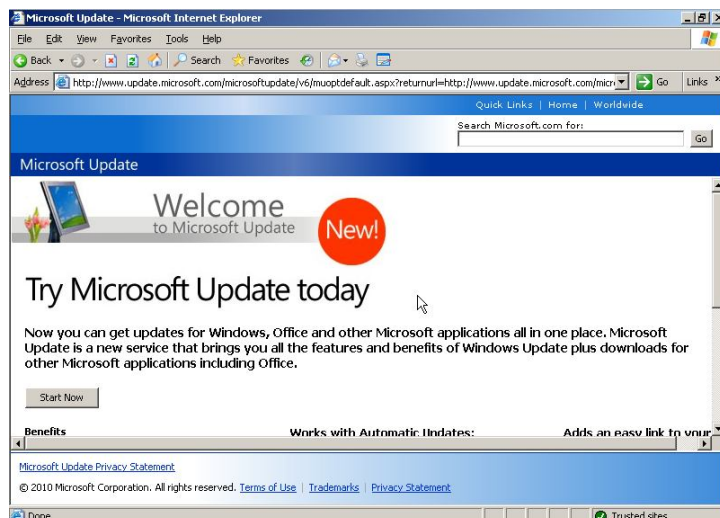 Microsoft Update - Microsoft Internet Explorer
File Edit View Favorites Tools Help
Back Search Favorites
Address http://www.update.microsoft.com/microsoftupdate/v6/muoptdefault.aspx?returnurl=http://www.update.microsoft.com/micro Go Links »
Quick Links | Home | Worldwide
Search Microsoft.com for:
Go
Microsoft Update
Welcome
to Microsoft Update
New!
Try Microsoft Update today
Now you can get updates for Windows, Office and other Microsoft applications all in one place. Microsoft
Update is a new service that brings you all the features and benefits of Windows Update plus downloads for
other Microsoft applications including Office.
Start Now
Benefits Works with Automatic Updates: Adds an easy link to your
Microsoft Update Privacy Statement
© 2010 Microsoft Corporation. All rights reserved. Terms of Use | Trademarks | Privacy Statement
Done Trusted sites